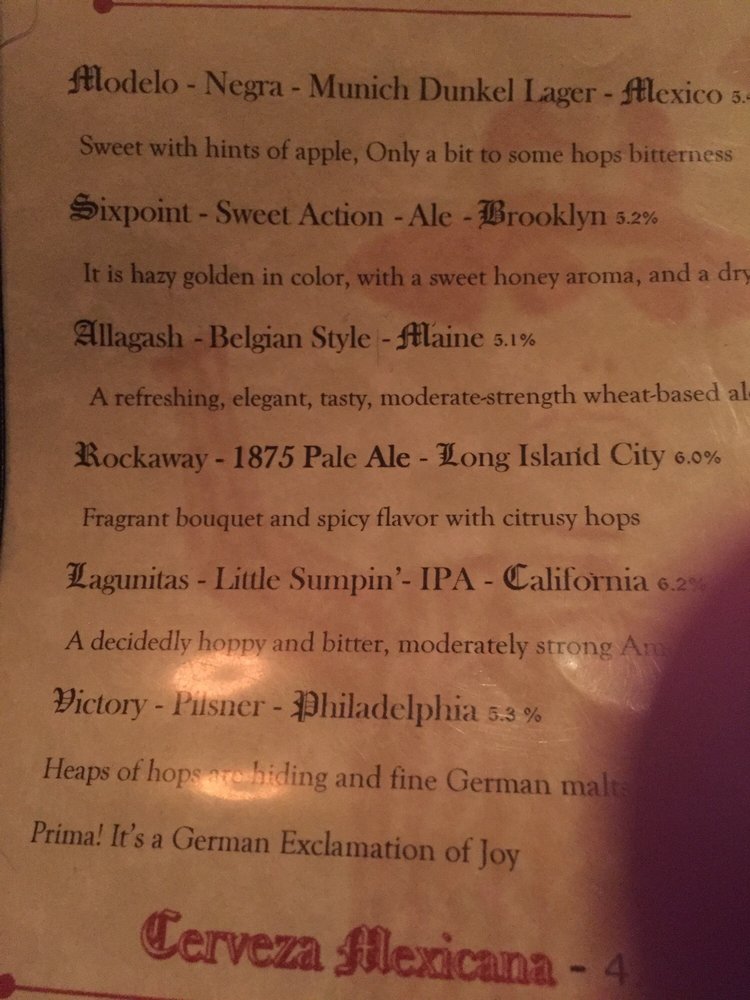 Modelo - Negra - Munich Dunkel Lager - Mexico
Sweet with hints of apple, Only a bit to some hops bitterness
Sixpoint - Sweet Action - Ale - Brooklyn 5.2%
It is hazy golden in color, with a sweet honey aroma, and a dry
Allagash - Belgian Style - Maine 5.1%
A refreshing, elegant, tasty, moderate-strength wheat-based
Rockaway - 1875 Pale Ale - Long Island City 6.0%
Fragrant bouquet and spicy flavor with citrusy hops
Lagunitas - Little Sumpin'- IPA - California 6.2%
A decidedly hoppy and bitter, moderately strong
Victory - Pilsner - Philadelphia 5.3 %
Heaps of hops are hiding and fine German malts
Prima! It's a German Exclamation of Joy
Cerveza Mexicana - 4